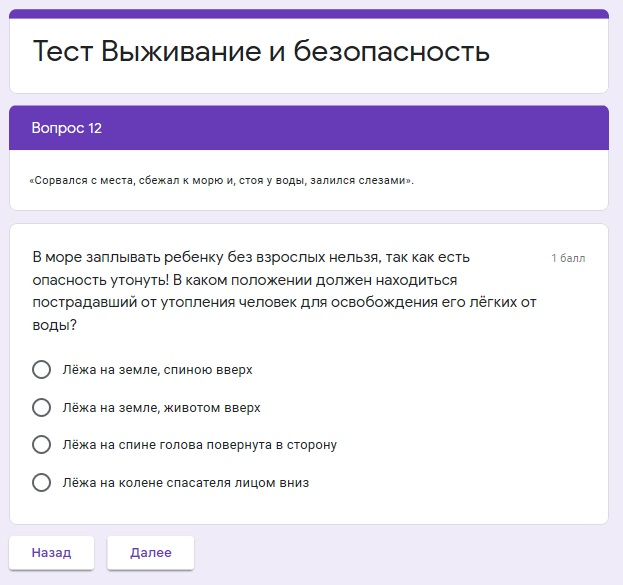 Тест Выживание и безопасность
Вопрос 12
«Сорвался с места, сбежал к морю и, стоя у воды, залился слезами».
В море заплывать ребенку без взрослых нельзя, так как есть
1 балл
опасность утонуть! В каком положении должен находиться
пострадавший от утопления человек для освобождения его лёгких от
воды?
Лёжа на земле, спиною вверх
Лёжа на земле, животом вверх
Лёжа на спине голова повернута в сторону
Лёжа на колене спасателя лицом вниз
Назад
Далее